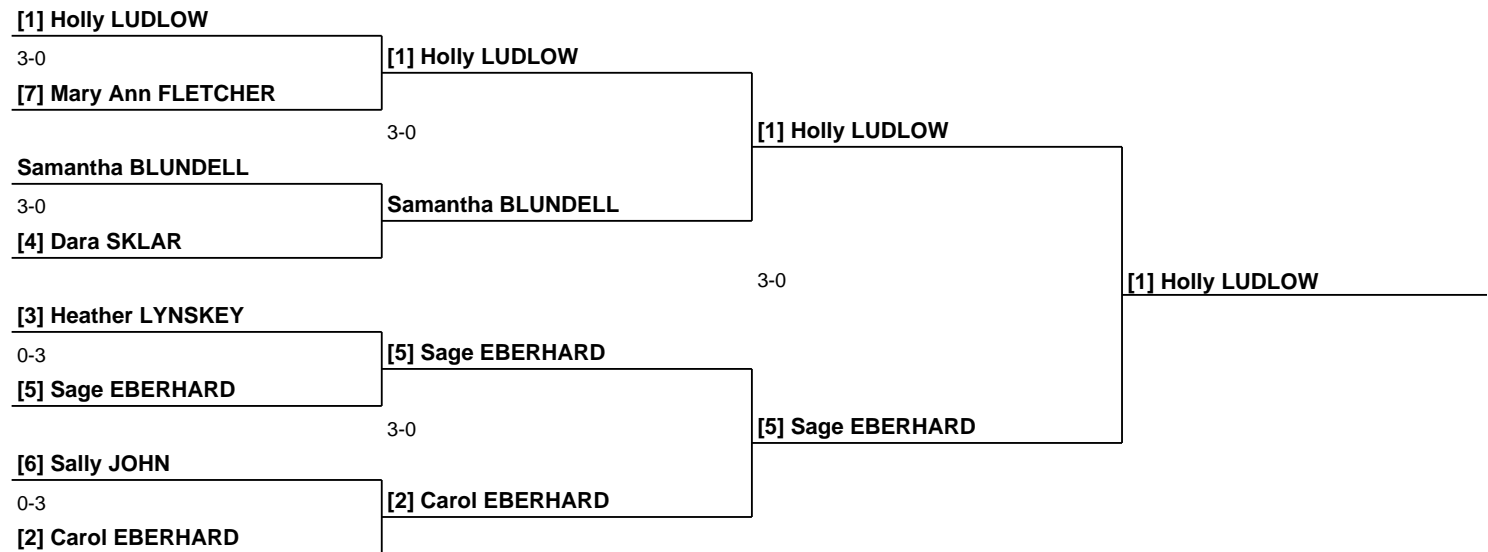 [1] Holly LUDLOW
3-0
[7] Mary Ann FLETCHER
Samantha BLUNDELL
3-0
[4] Dara SKLAR
[3] Heather LYNSKEY
0-3
[5] Sage EBERHARD
[6] Sally JOHN
0-3
[2] Carol EBERHARD
[1] Holly LUDLOW
3-0
Samantha BLUNDELL
[5] Sage EBERHARD
3-0
[2] Carol EBERHARD
[1] Holly LUDLOW
3-0
[5] Sage EBERHARD
[1] Holly LUDLOW